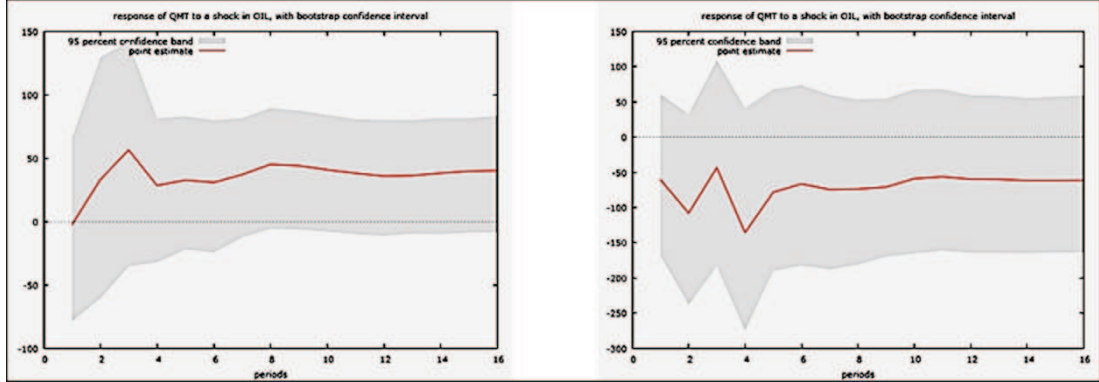 response of QMT to a shock in OIL, with bootstrap confidence interval
150
95 percent confidence band
point estimate
100
50
0
-50
-100
0 2 4 6 8 10 12 14 16
periods
response of QMT to a shock in OIL, with bootstrap confidence interval
150
95 percent confidence band
point estimate
100
50
0
-50
-100
-150
-200
-250
-300
0 2 4 6 8 10 12 14 16
periods